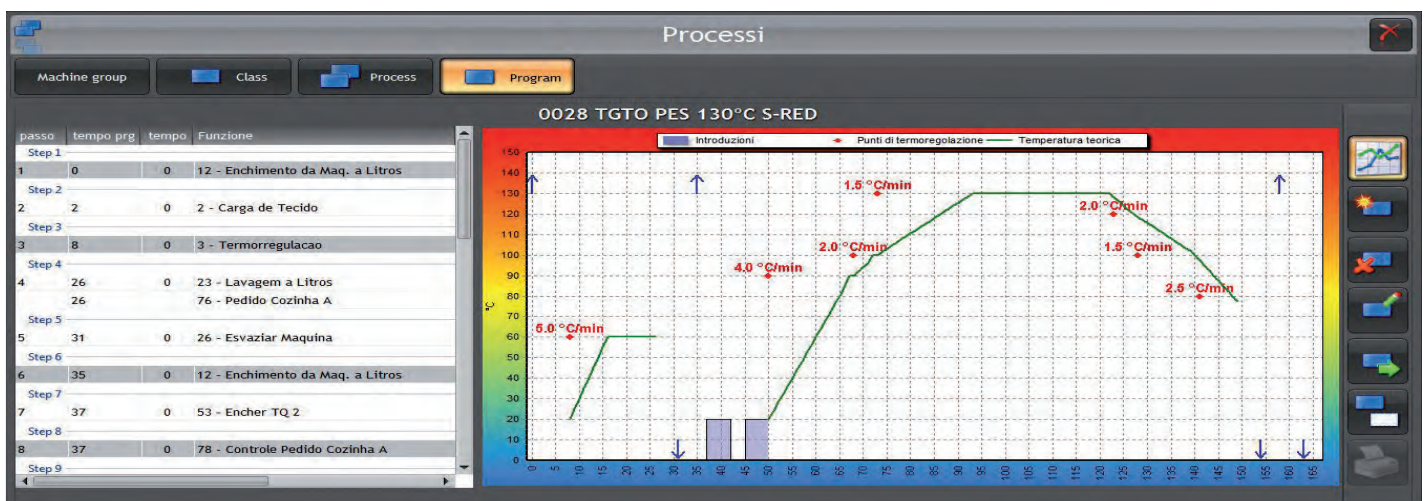 Processi
Machine group Class Process Program
0028 TGTO PES 130°C S-RED
passo tempo prg tempo Funzione
Step 1
1 0 0 12 - Enchimento da Maq. a Litros
Step 2
2 2 0 2 - Carga de Tecido
Step 3
3 8 0 3 - Termorregulacao
Step 4
4 26 0 23 - Lavagem a Litros
26 76 - Pedido Cozinha A
Step 5
5 31 0 26 - Esvaziar Maquina
Step 6
6 35 0 12 - Enchimento da Maq. a Litros
Step 7
7 37 0 53 - Encher TQ 2
Step 8
8 37 0 78 - Controle Pedido Cozinha A
Step 9
Introduzioni Punti di termoregolazione Temperatura teorica
150
140
130
120
110
100
90
80
70
60
50
40
30
20
10
0
°C
5.0 °C/min
4.0 °C/min
2.0 °C/min
1.5 °C/min
2.0 °C/min
1.5 °C/min
2.5 °C/min
0 5 10 15 20 25 30 35 40 45 50 55 60 65 70 75 80 85 90 95 100 105 110 115 120 125 130 135 140 145 150 155 160 165